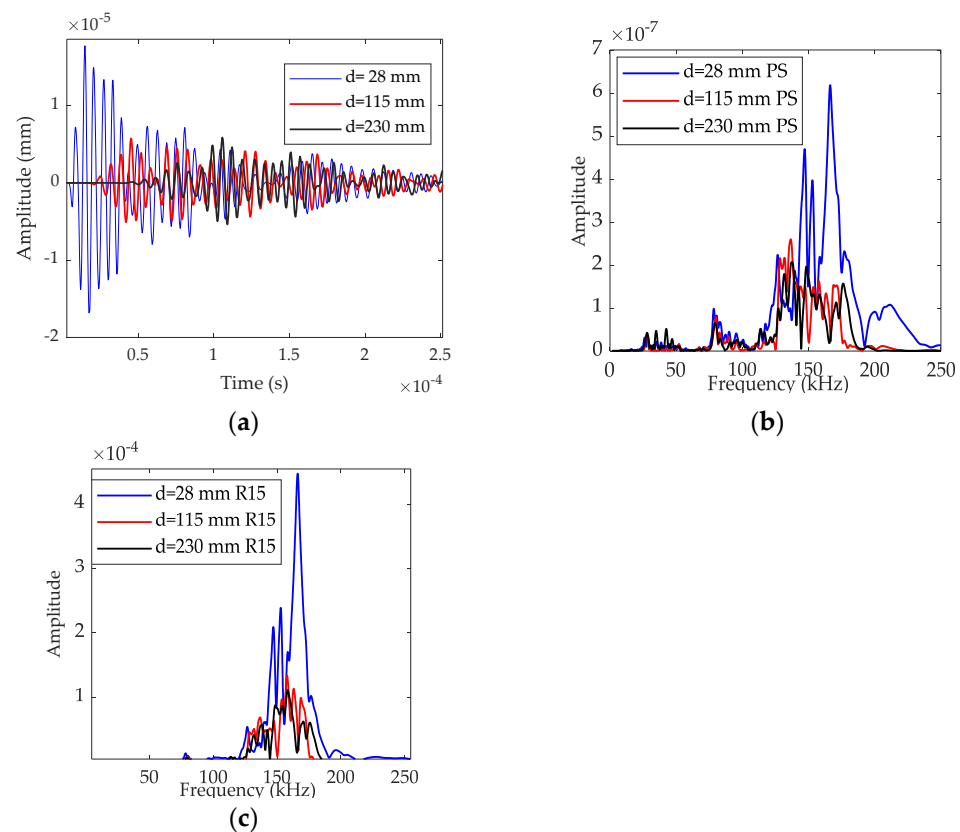 ×10-5
Amplitude (mm)
1
0
-1
-2
d= 28 mm
d=115 mm
d=230 mm
0.5 1 1.5 2 2.5
Time (s)
×10-4
(a)
×10-7
Amplitude
7
6
5
4
3
2
1
0
d=28 mm PS
d=115 mm PS
d=230 mm PS
0 50 100 150 200 250
Frequency (kHz)
(b)
×10-4
Amplitude
4
3
2
1
d=28 mm R15
d=115 mm R15
d=230 mm R15
50 100 150 200 250
Frequency (kHz)
(c)